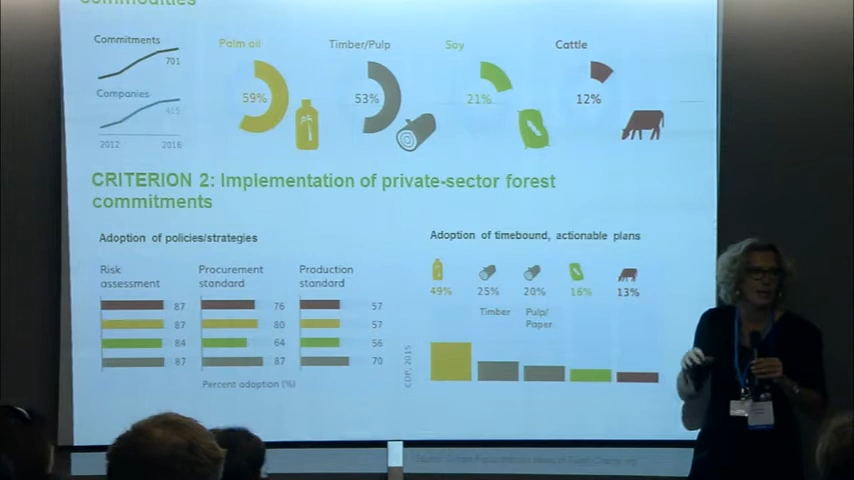 commodities
Commitments
701
Companies
2012 2016
Palm oil
59%
Timber/Pulp
53%
Soy
21%
Cattle
12%
CRITERION 2: Implementation of private-sector forest
commitments
Adoption of policies/strategies
Risk
assessment
87
87
84
87
Procurement
standard
76
80
64
87
Production
standard
57
57
56
70
Percent adoption (%)
Adoption of timebound, actionable plans
49% 25% 20% 16% 13%
Timber
Pulp/
Paper
CDP, 2015